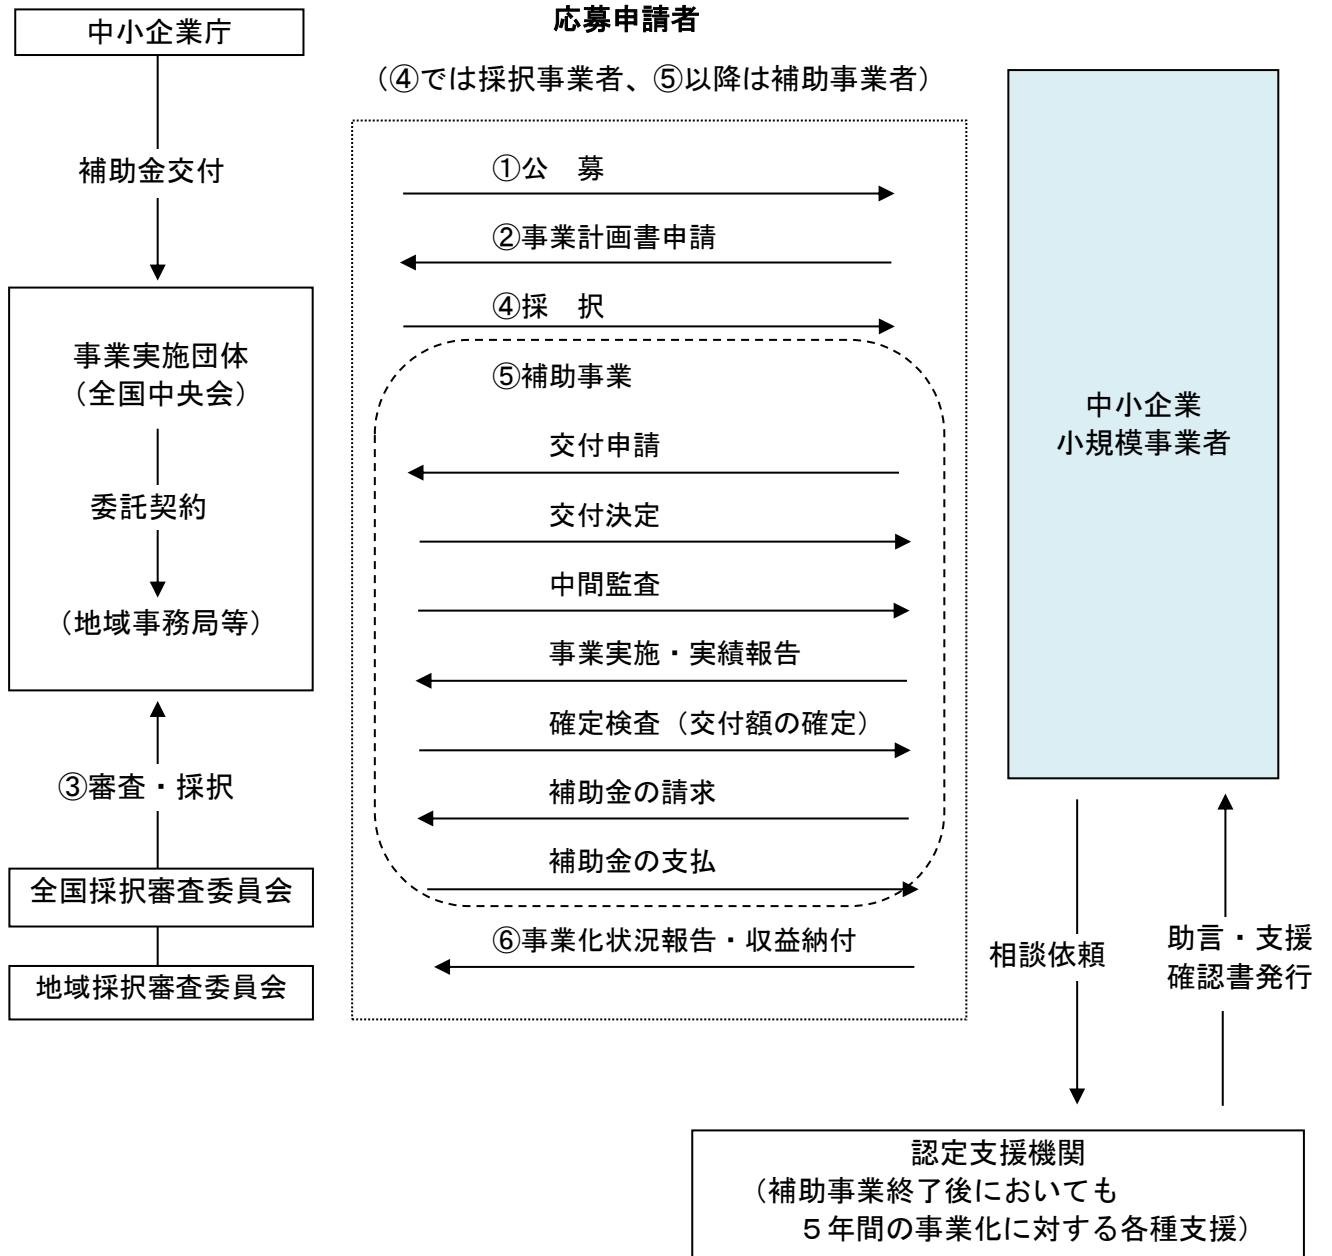 中小企業庁
応募申請者
（④では採択事業者、⑤以降は補助事業者）
補助金交付
事業実施団体
（全国中央会）
委託契約
（地域事務局等）
③審査・採択
全国採択審査委員会
地域採択審査委員会
①公　募
②事業計画書申請
④採　択
⑤補助事業
交付申請
交付決定
中間監査
事業実施・実績報告
確定検査（交付額の確定）
補助金の請求
補助金の支払
⑥事業化状況報告・収益納付
中小企業
小規模事業者
相談依頼
助言・支援
確認書発行
認定支援機関
（補助事業終了後においても
５年間の事業化に対する各種支援）